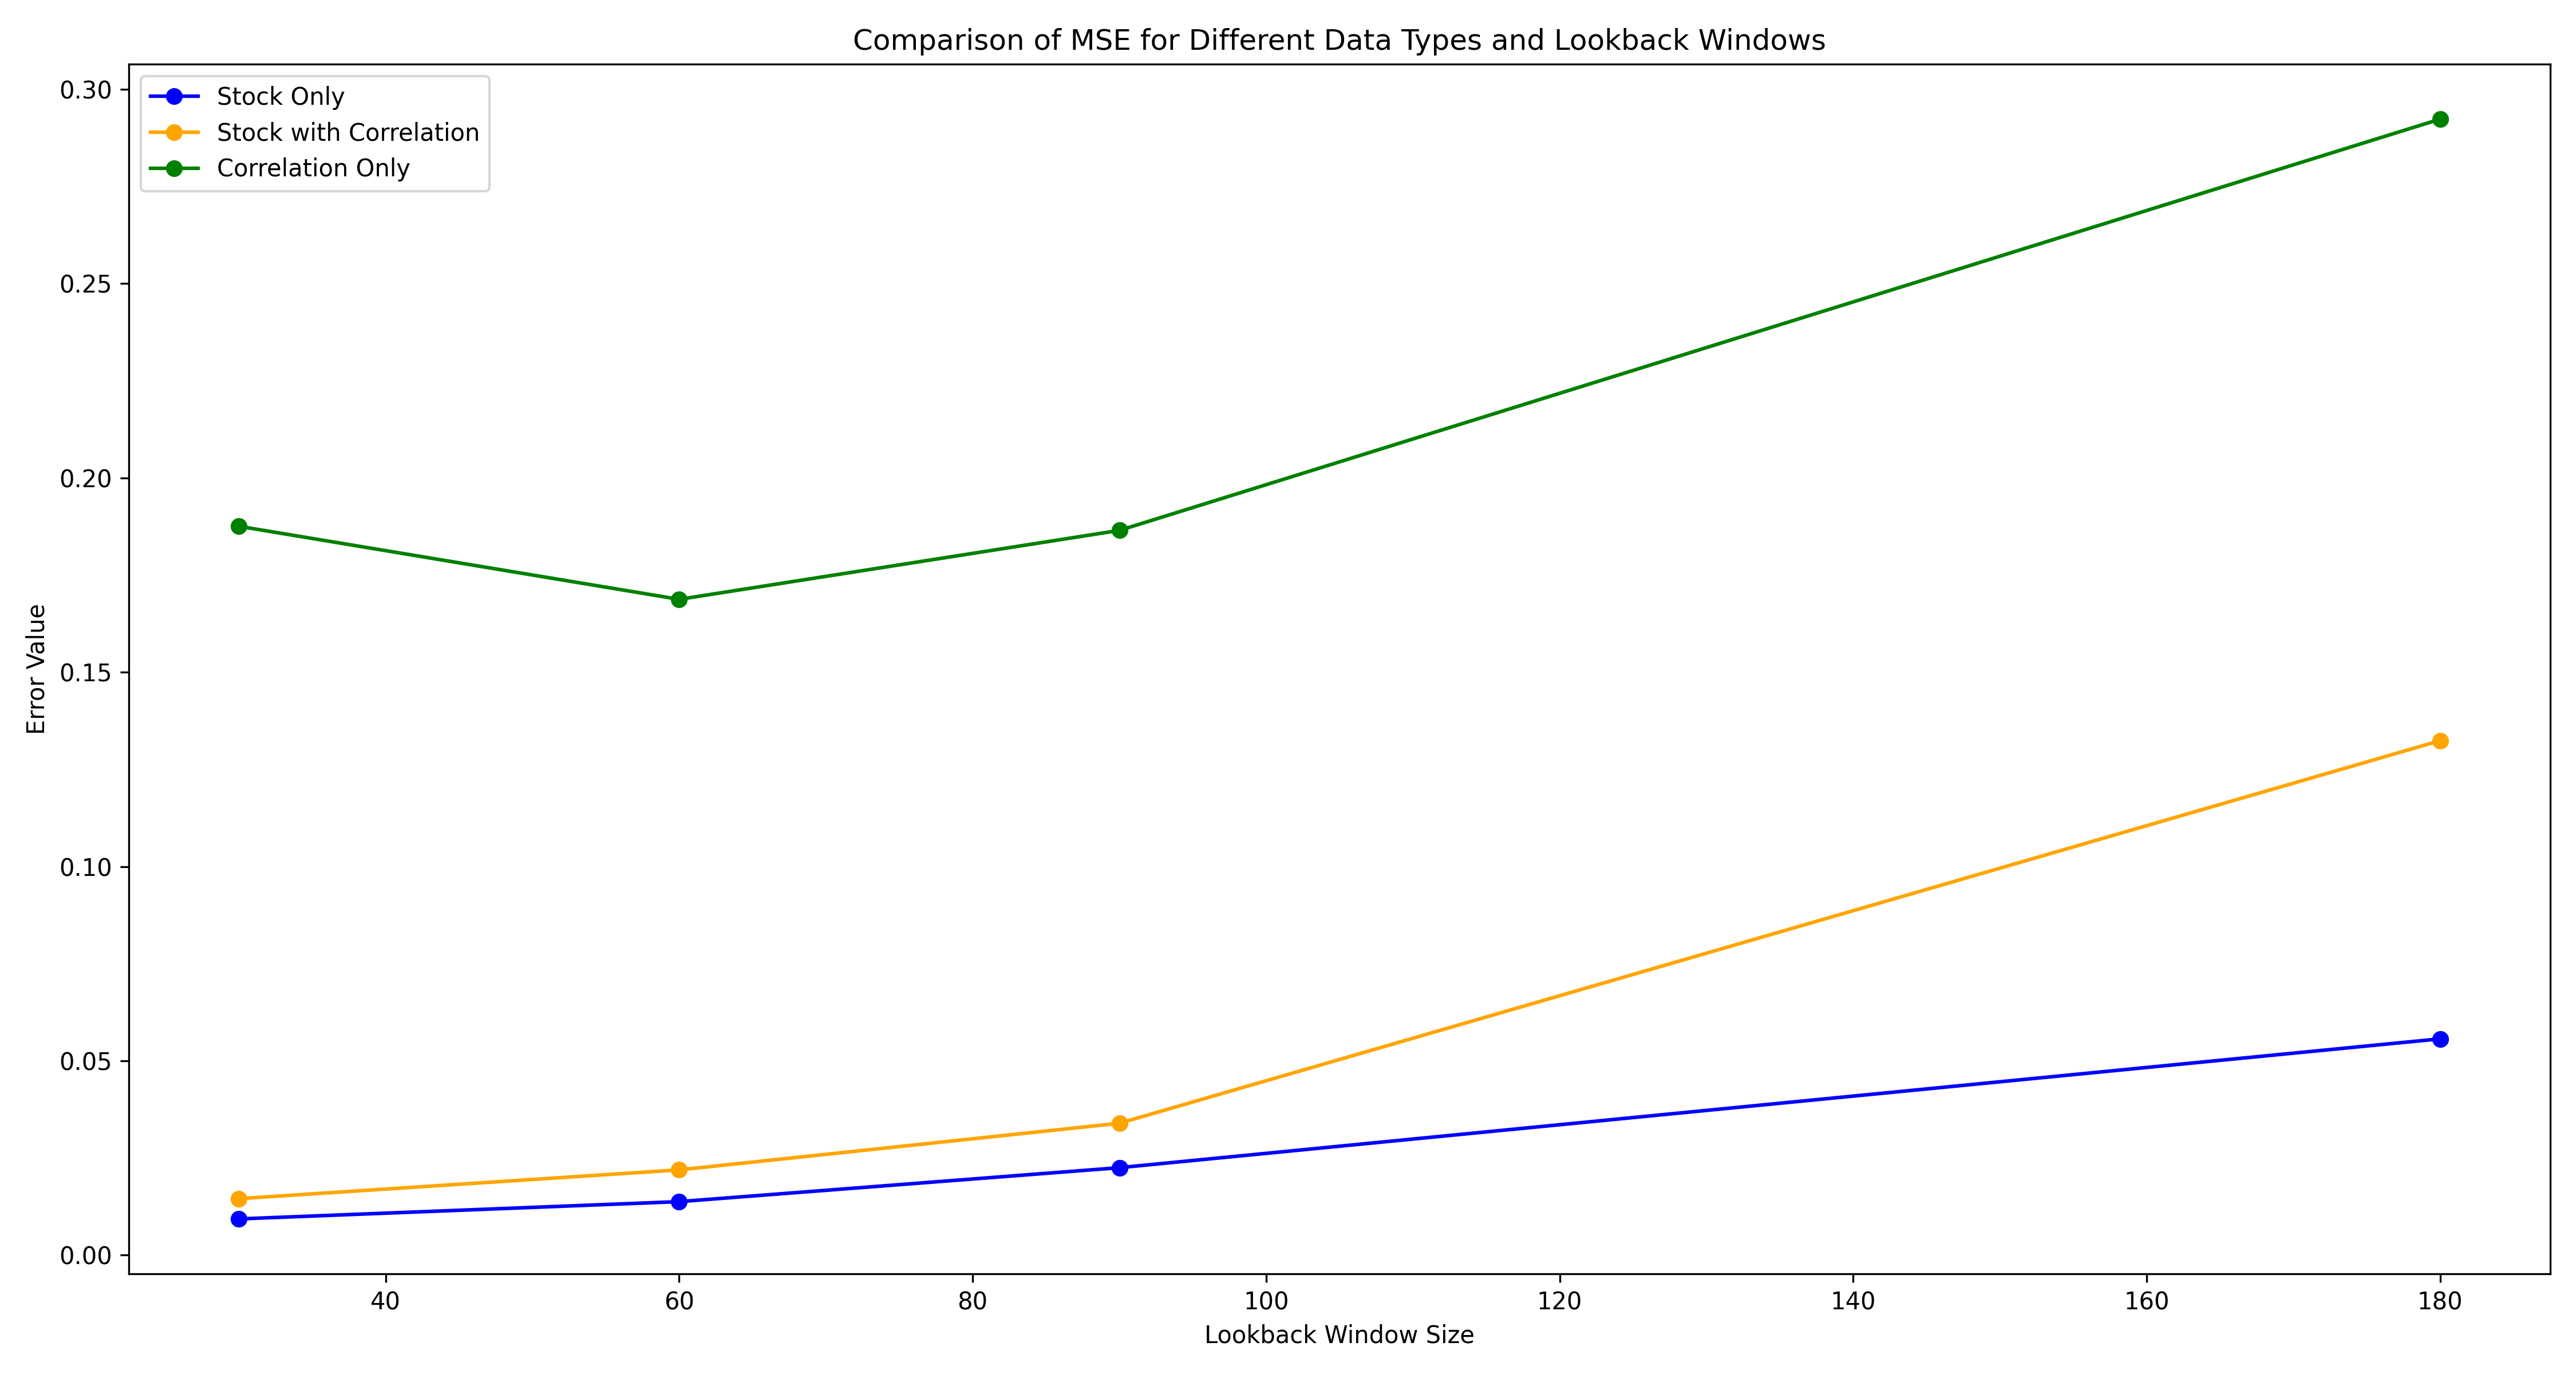 Comparison of MSE for Different Data Types and Lookback Windows
Stock Only
Stock with Correlation
Correlation Only
Error Value
0.30
0.25
0.20
0.15
0.10
0.05
0.00
40 60 80 100 120 140 160 180
Lookback Window Size